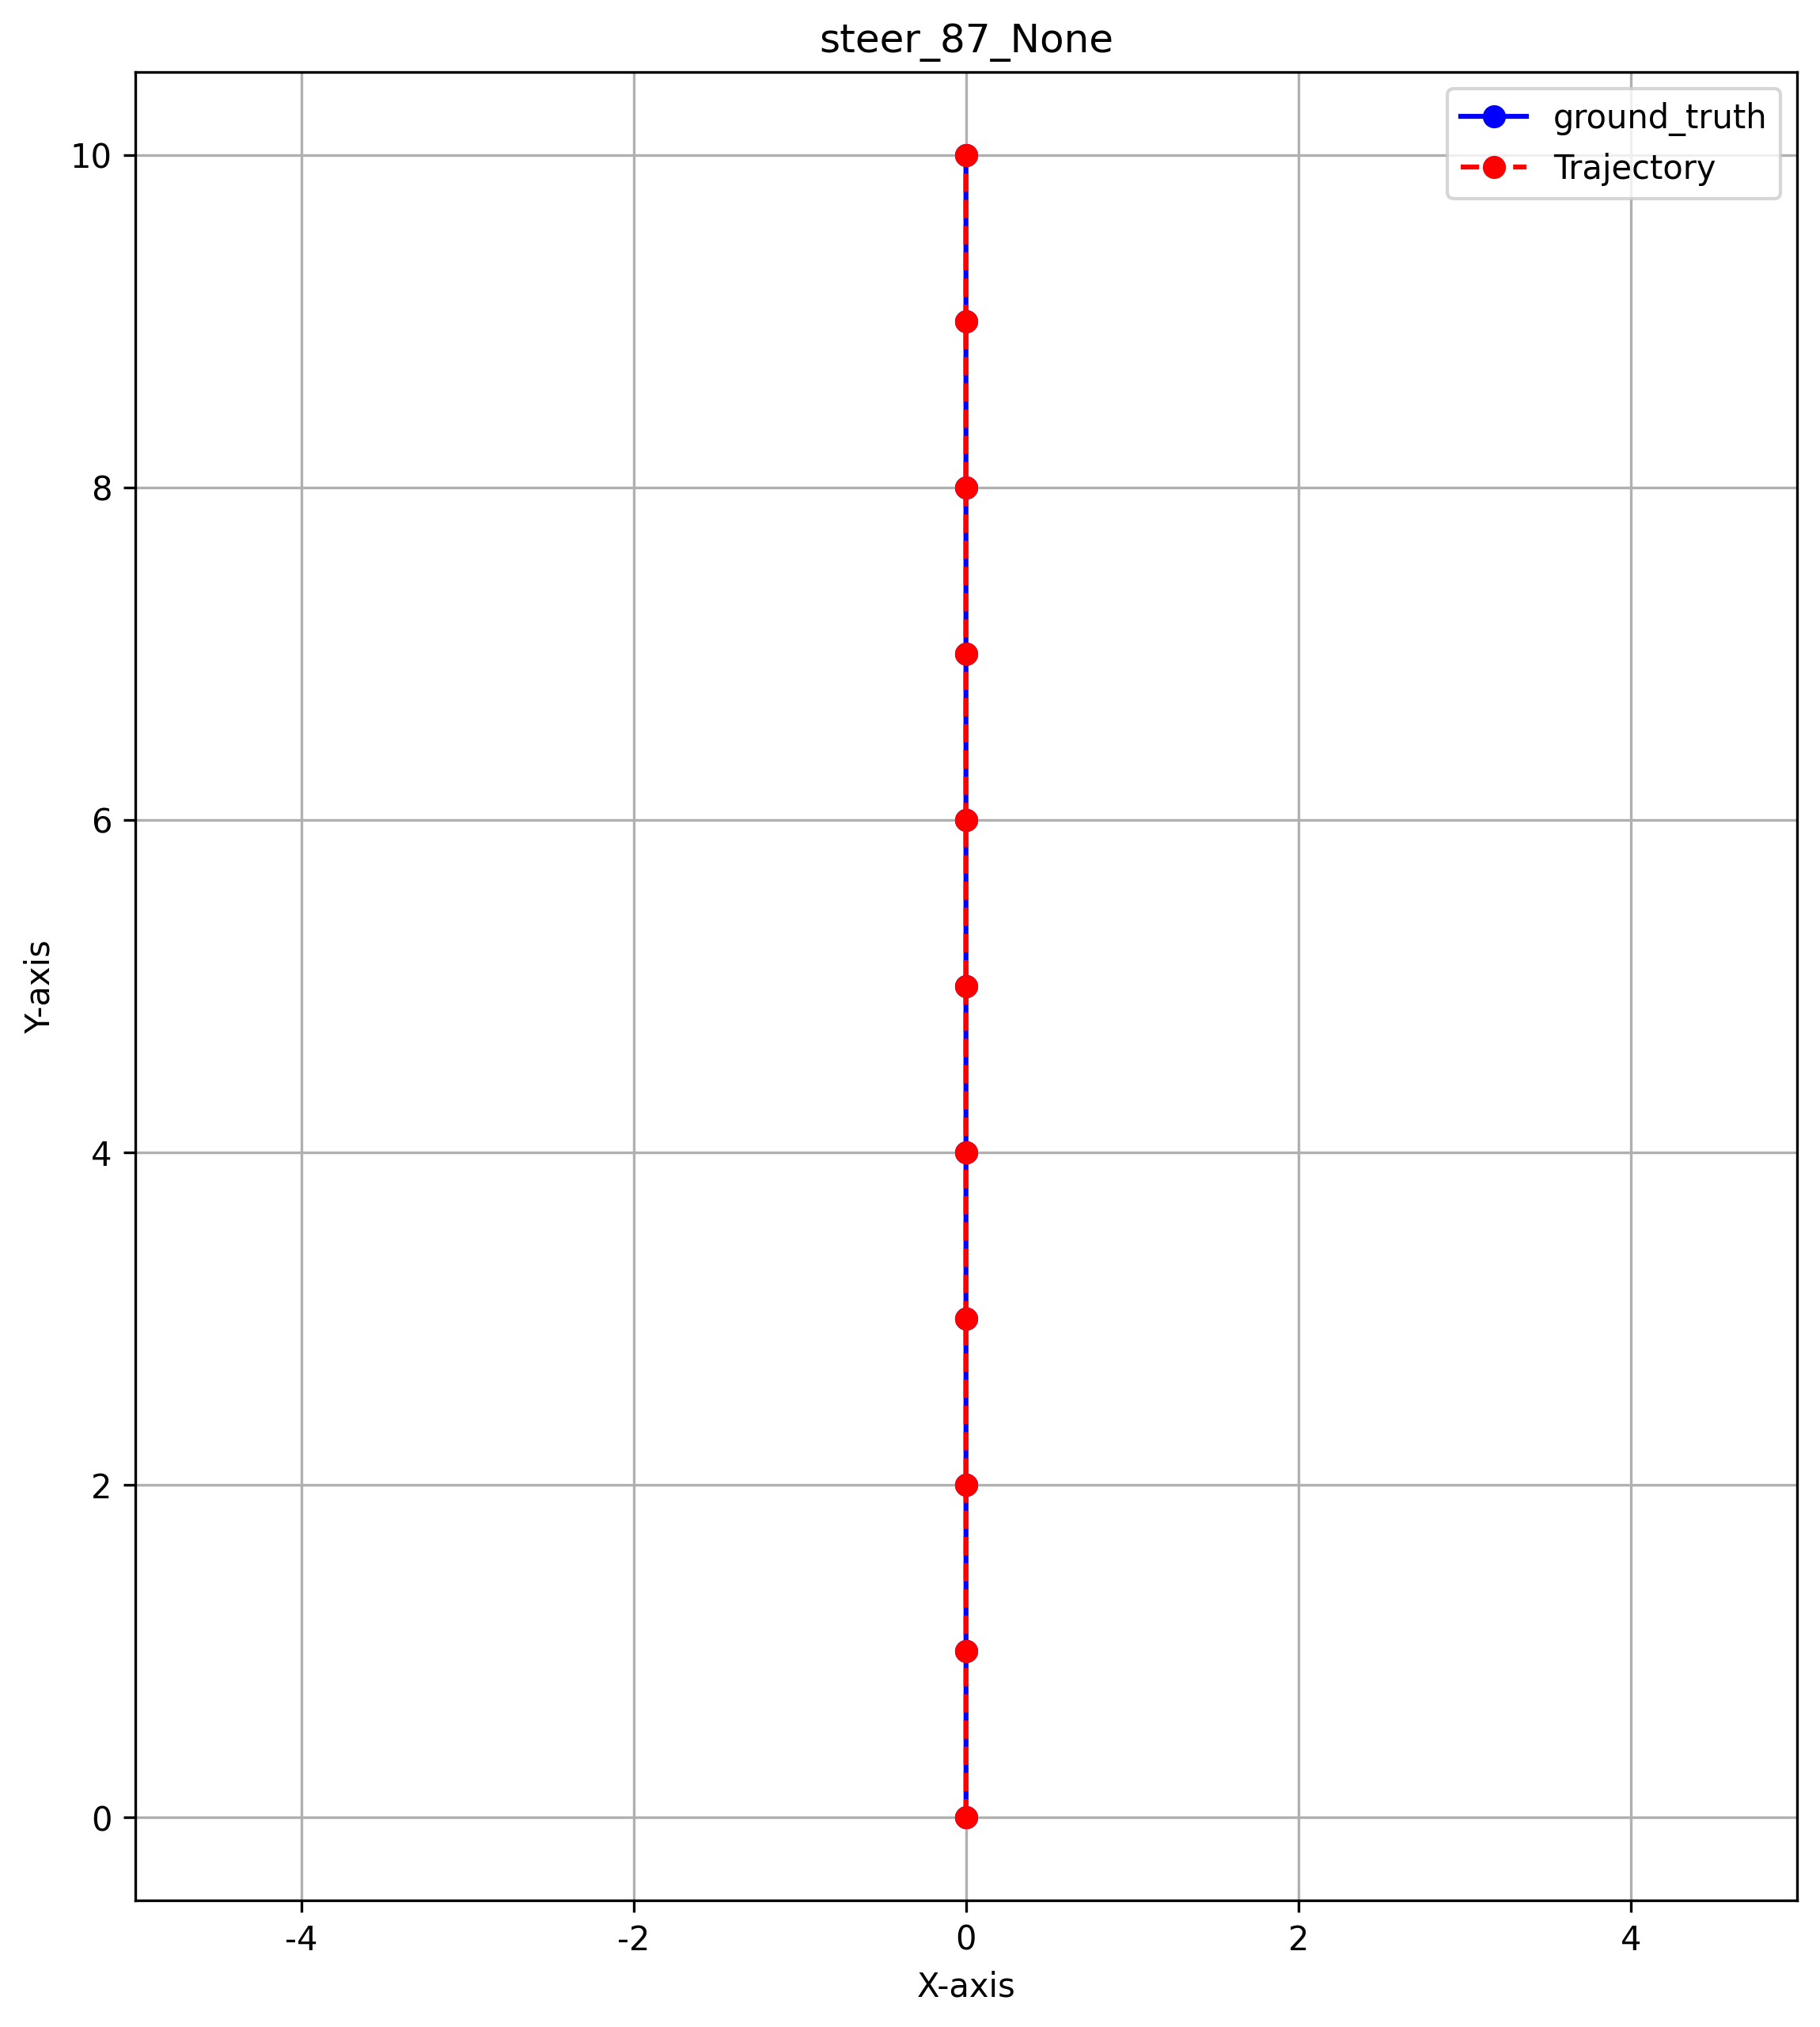 steer_87_None
ground_truth
Trajectory
10
8
6
4
2
0
Y-axis
-4 -2 0 2 4
X-axis